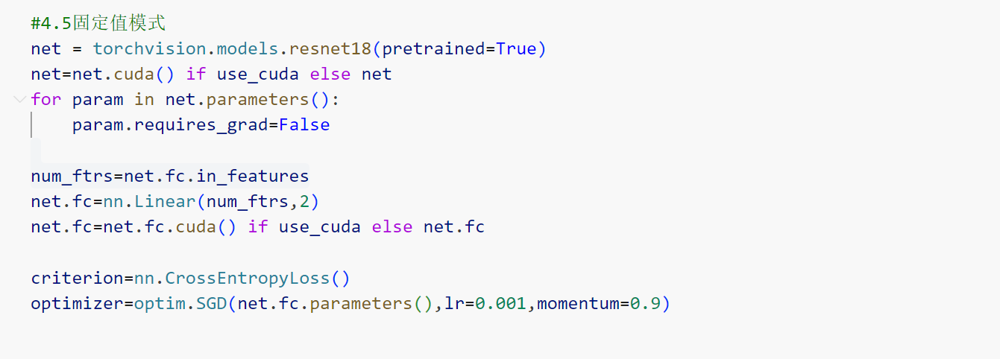 #4.5固定值模式
net = torchvision.models.resnet18(pretrained=True)
net=net.cuda() if use_cuda else net
for param in net.parameters():
    param.requires_grad=False
num_ftrs=net.fc.in_features
net.fc=nn.Linear(num_ftrs,2)
net.fc=net.fc.cuda() if use_cuda else net.fc
criterion=nn.CrossEntropyLoss()
optimizer=optim.SGD(net.fc.parameters(),lr=0.001,momentum=0.9)